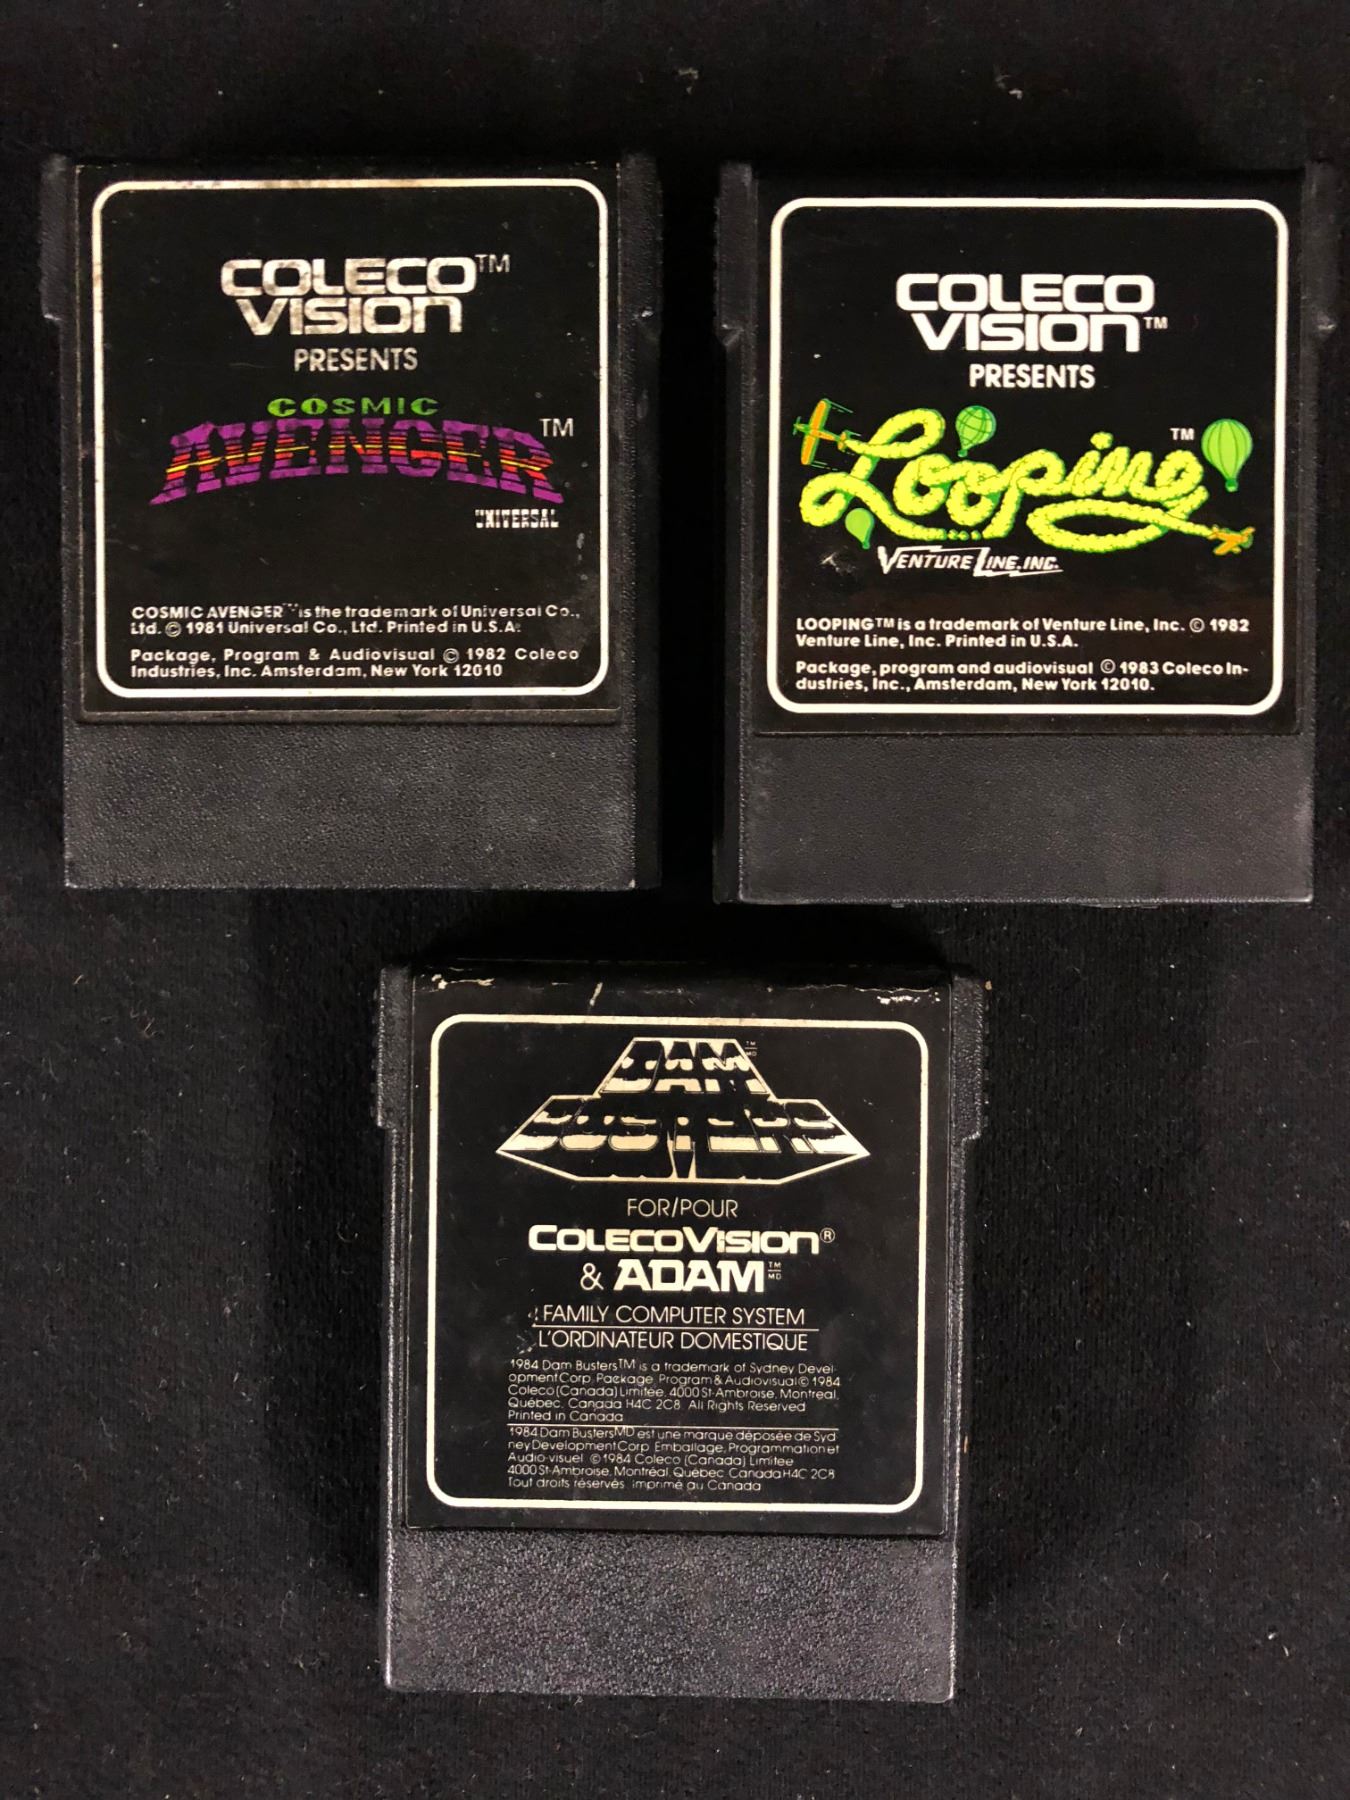 COLECO™
VISION
PRESENTS
COSMIC
AVENGER™
UNIVERSAL
COSMIC AVENGER™ is the trademark of Universal Co.,
Ltd. © 1981 Universal Co., Ltd. Printed in U.S.A.
Package, Program & Audiovisual © 1982 Coleco
Industries, Inc. Amsterdam, New York 12010
COLECO
VISION™
PRESENTS
Looping™
VENTURE LINE, INC.
LOOPING™ is a trademark of Venture Line, Inc. © 1982
Venture Line, Inc. Printed in U.S.A.
Package, program and audiovisual © 1983 Coleco In-
dustries, Inc., Amsterdam, New York 12010.
DAM™
MD
BUSTERS
FOR/POUR
COLECOVISION®
& ADAM™
MD
FAMILY COMPUTER SYSTEM
L'ORDINATEUR DOMESTIQUE
1984 Dam Busters™ is a trademark of Sydney Devel-
opment Corp. Package, Program & Audiovisual © 1984
Coleco (Canada) Limitée, 4000 St-Ambroise, Montreal,
Québec, Canada H4C 2C8. All Rights Reserved
Printed in Canada
1984 Dam Busters MD est une marque déposée de Syd
ney Development Corp. Emballage, Programmation et
Audio-visuel © 1984 Coleco (Canada) Limitée
4000 St-Ambroise, Montréal, Québec Canada H4C 2C8
Tout droits réservés imprimé au Canada